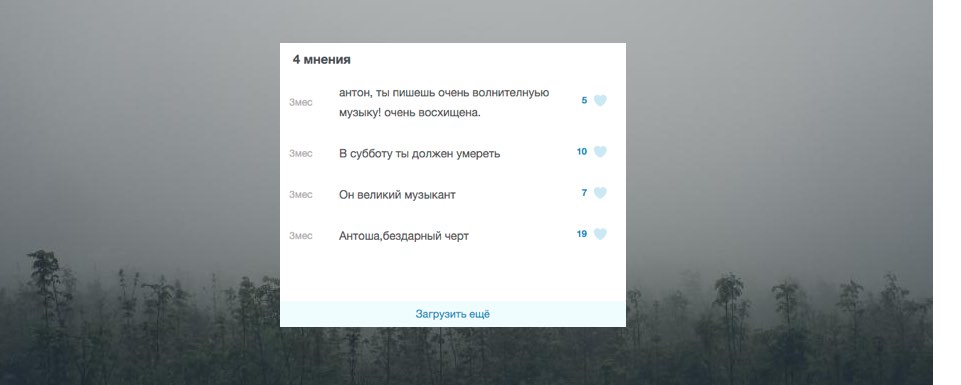 4 мнения
3мес
антон, ты пишешь очень волнителнуью
музыку! очень восхищена.
5
3мес
В субботу ты должен умереть
10
3мес
Он великий музыкант
7
3мес
Антоша,бездарный черт
19
Загрузить ещё